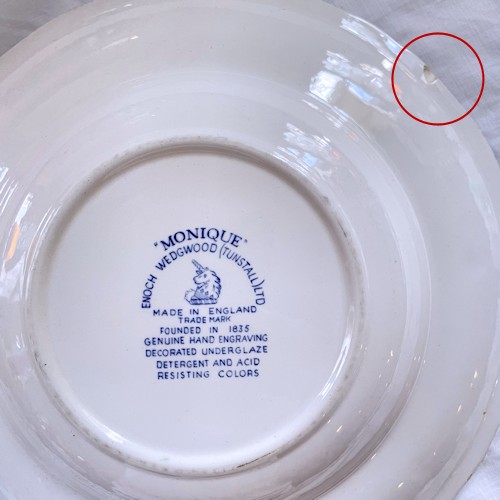 "MONIQUE"
ENOCH WEDGWOOD (TUNSTALL) LTD
MADE IN ENGLAND
TRADE MARK
FOUNDED IN 1835
GENUINE HAND ENGRAVING
DECORATED UNDERGLAZE
DETERGENT AND ACID
RESISTING COLORS